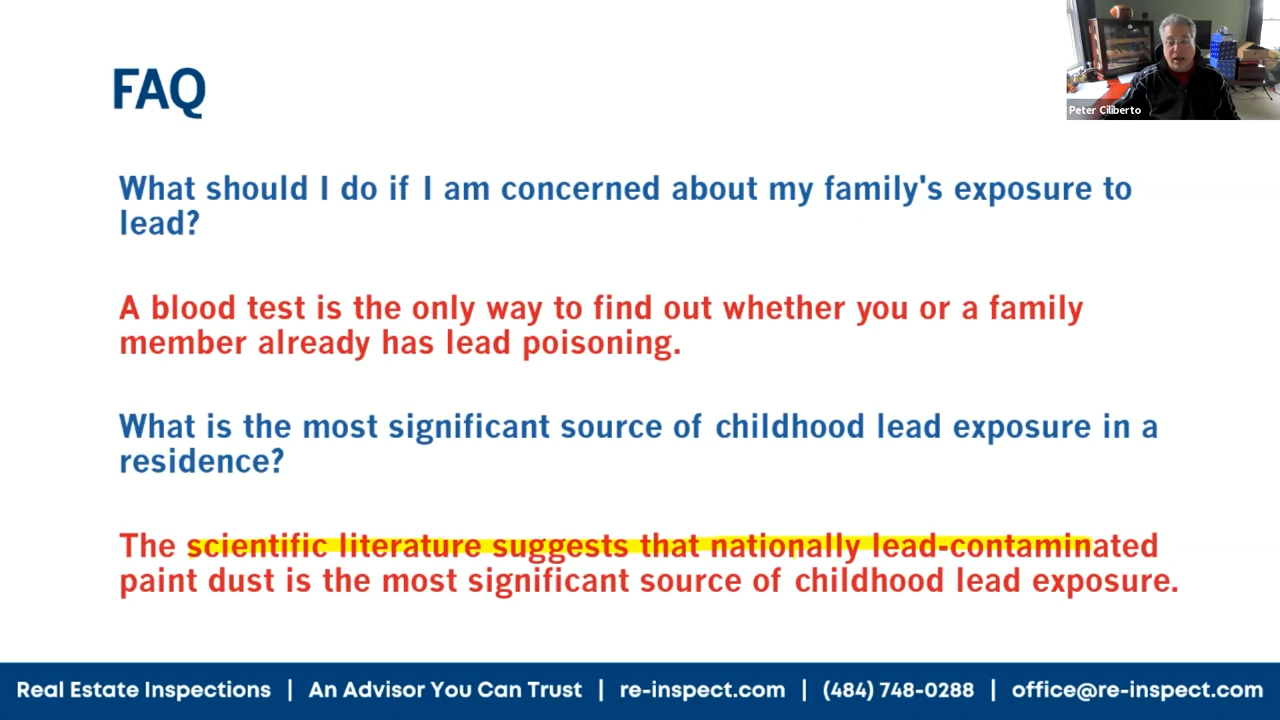 FAQ
Peter Ciliberto
What should I do if I am concerned about my family's exposure to
lead?
A blood test is the only way to find out whether you or a family
member already has lead poisoning.
What is the most significant source of childhood lead exposure in a
residence?
The scientific literature suggests that nationally lead-contaminated
paint dust is the most significant source of childhood lead exposure.
Real Estate Inspections | An Advisor You Can Trust | re-inspect.com | (484) 748-0288 | office@re-inspect.com